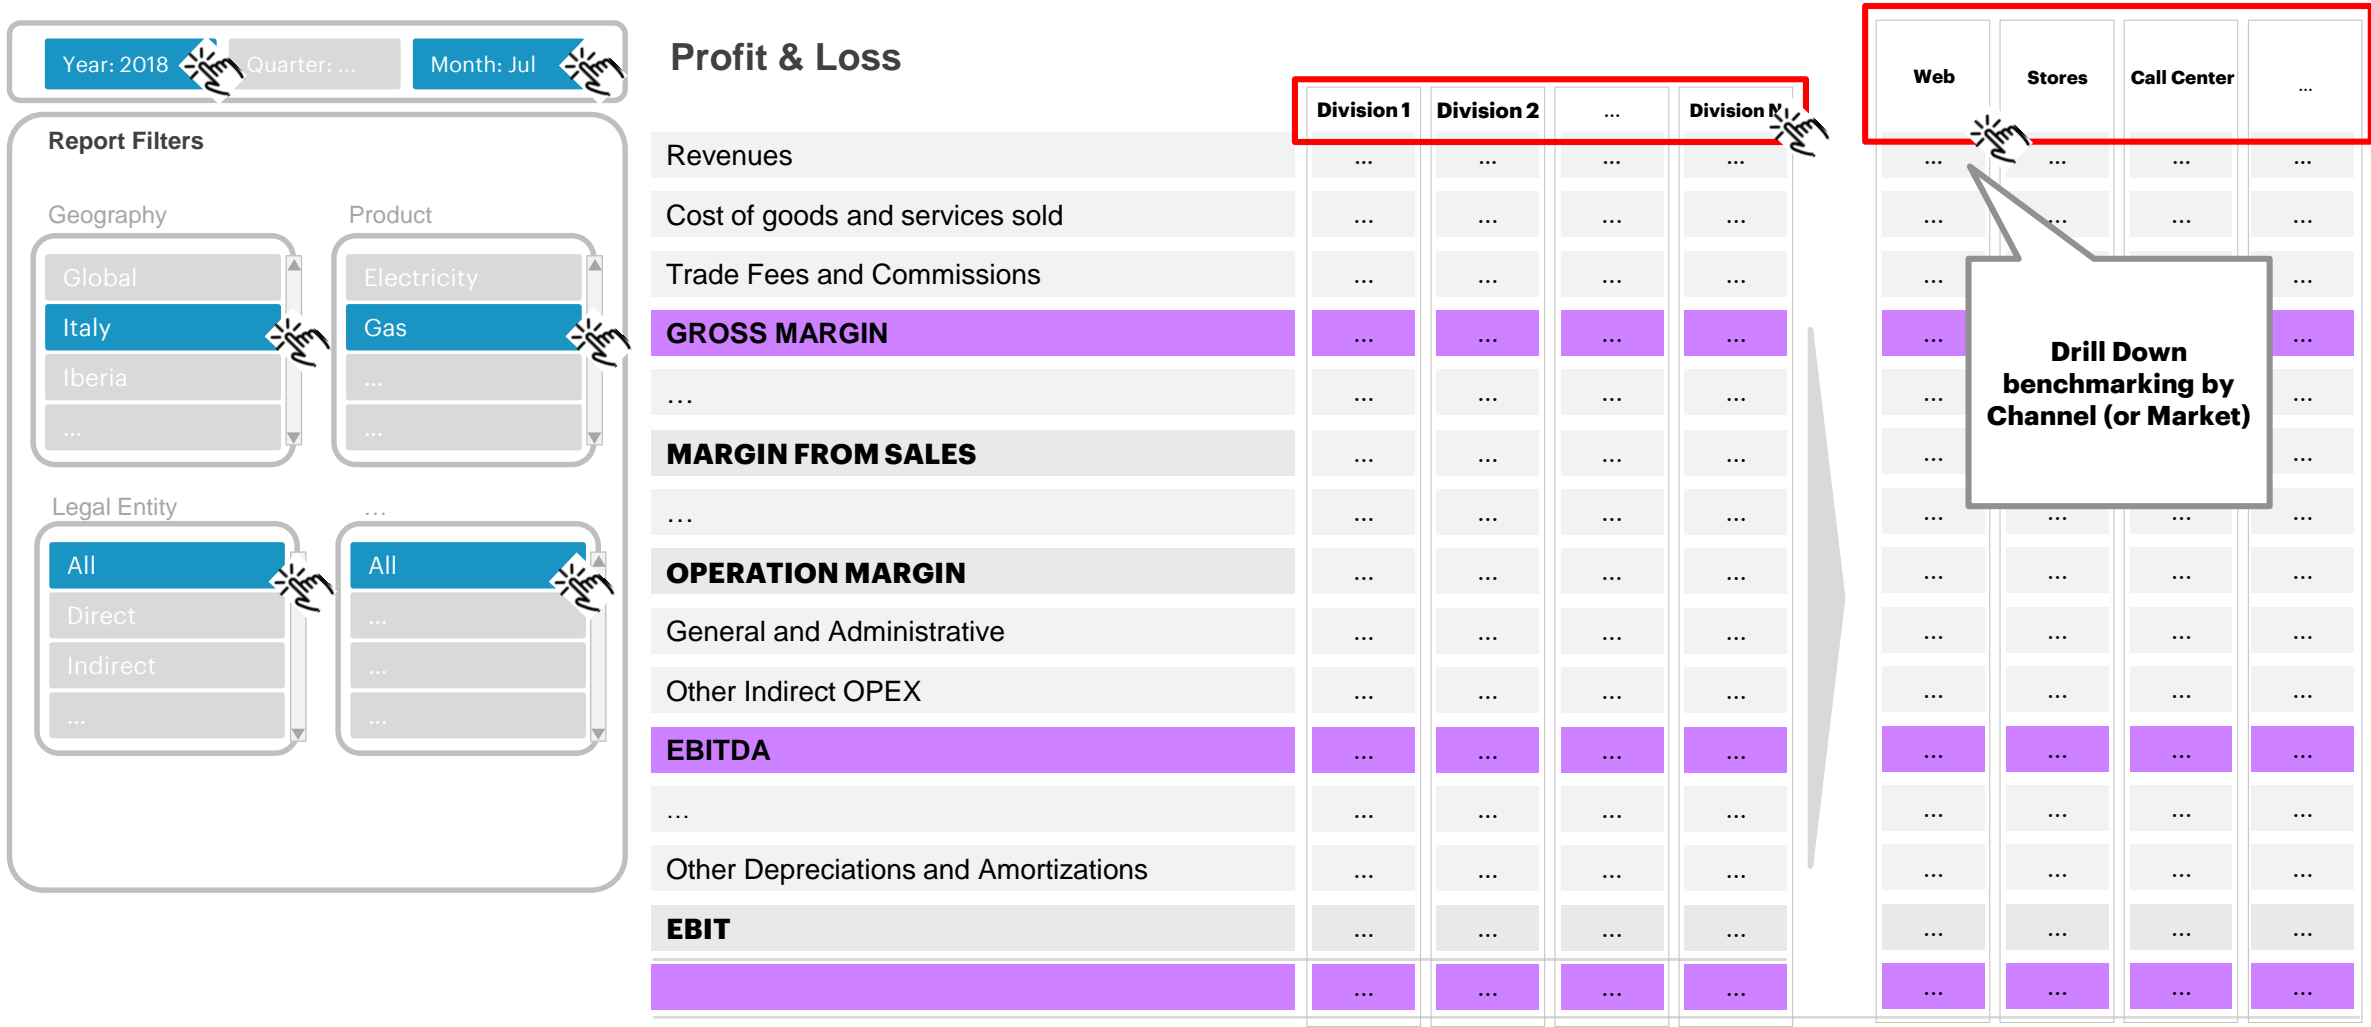 Year: 2018
Quarter: ...
Month: Jul
Report Filters
Geography
Global
Italy
Iberia
...
Product
Electricity
Gas
...
...
Legal Entity
All
Direct
Indirect
...
...
All
...
...
...
Profit & Loss
Division 1 Division 2 ... Division N
Web Stores Call Center ...
Revenues ... ... ... ... ... ... ... ...
Cost of goods and services sold ... ... ... ... ... ... ... ...
Trade Fees and Commissions ... ... ... ... ... ...
GROSS MARGIN ... ... ... ... ... ...
... ... ... ... ... ... ...
MARGIN FROM SALES ... ... ... ... ... ...
... ... ... ... ... ... ... ... ...
OPERATION MARGIN ... ... ... ... ... ... ... ...
General and Administrative ... ... ... ... ... ... ... ...
Other Indirect OPEX ... ... ... ... ... ... ... ...
EBITDA ... ... ... ... ... ... ... ...
... ... ... ... ... ... ... ... ...
Other Depreciations and Amortizations ... ... ... ... ... ... ... ...
EBIT ... ... ... ... ... ... ... ...
... ... ... ... ... ... ... ...
Drill Down
benchmarking by
Channel (or Market)